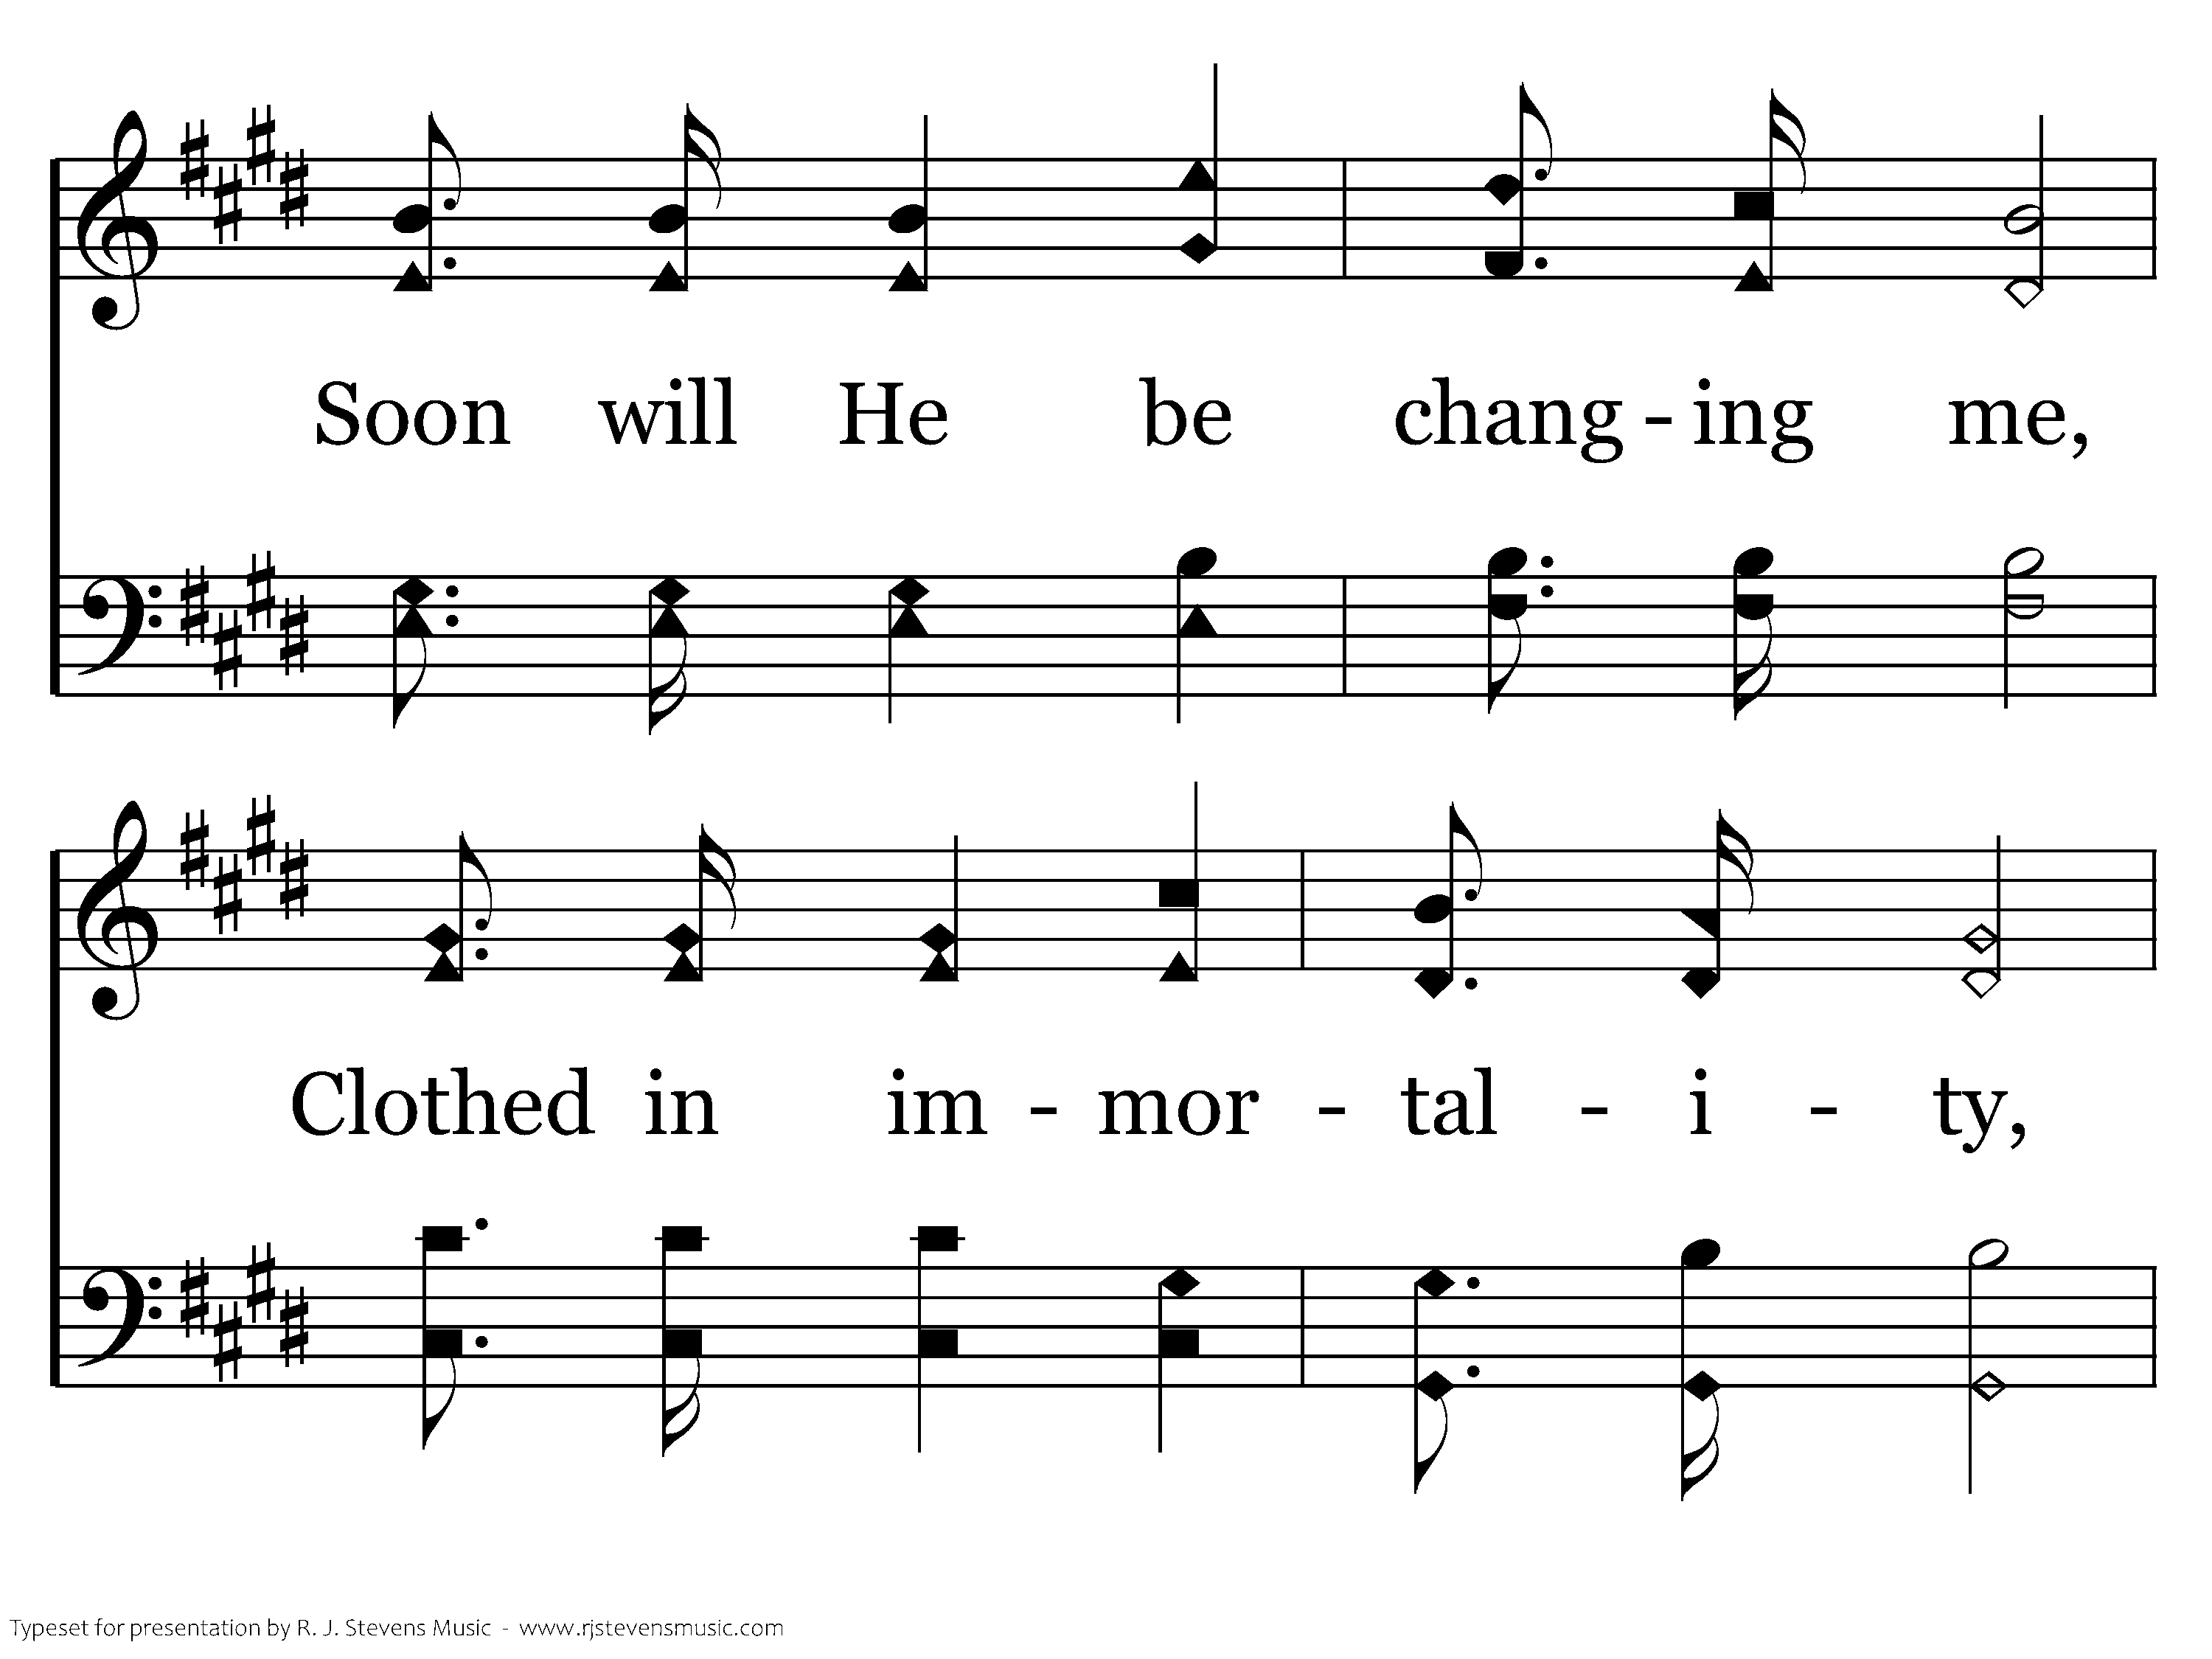 Soon will He be chang - ing me,
Clothed in im - mor - tal - i - ty,
Typeset for presentation by R. J. Stevens Music - www.rjstevensmusic.com